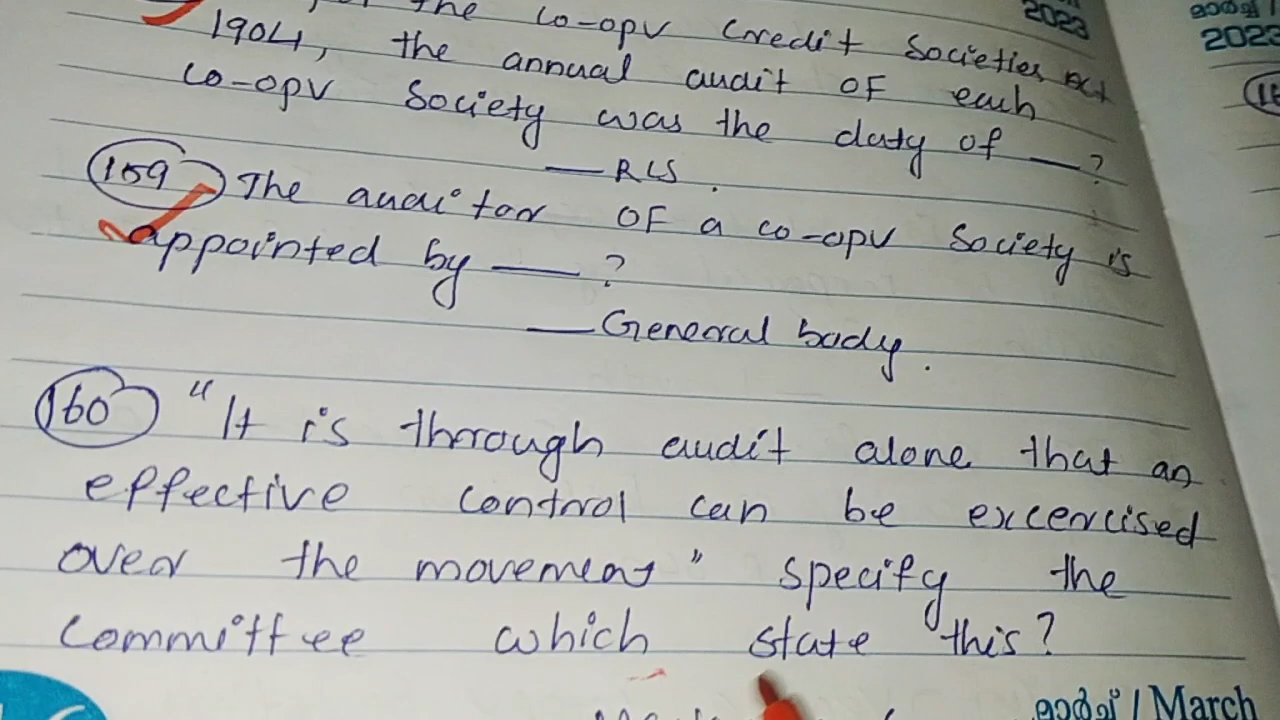 the co-opv credit societies Act
1904, the annual audit OF each
co-opv society was the duty of — ?
— RCS .
159 The auditor OF a co-opv society is
appointed by — ?
— General body .
160 " It is through audit alone that an
effective control can be excercised
over the movement " specify the
committee which state this ?
മാർച്ച് / March
2023
2023